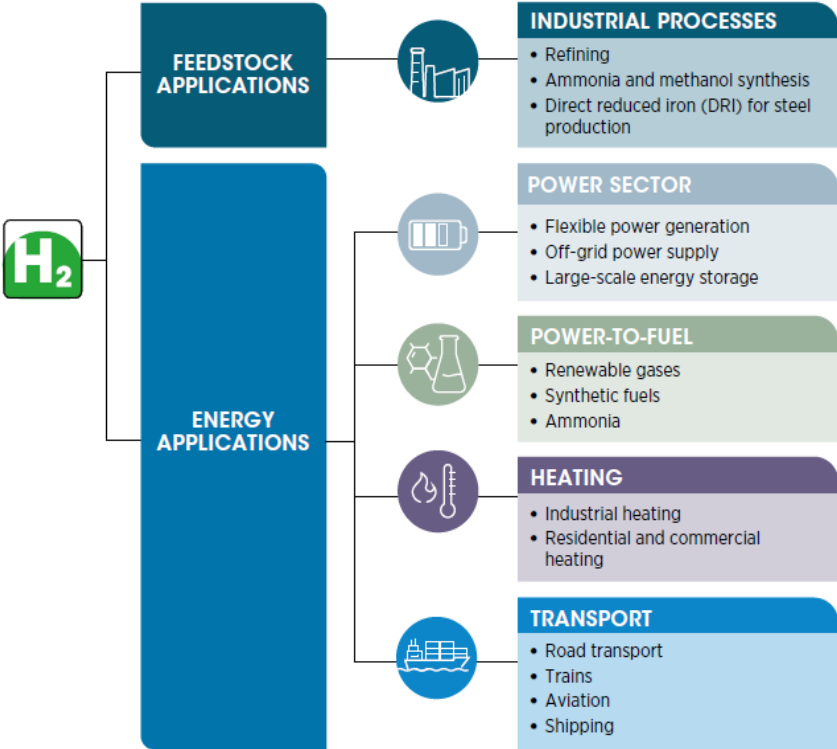 H2
FEEDSTOCK
APPLICATIONS
INDUSTRIAL PROCESSES
• Refining
• Ammonia and methanol synthesis
• Direct reduced iron (DRI) for steel
production
ENERGY
APPLICATIONS
POWER SECTOR
• Flexible power generation
• Off-grid power supply
• Large-scale energy storage
POWER-TO-FUEL
• Renewable gases
• Synthetic fuels
• Ammonia
HEATING
• Industrial heating
• Residential and commercial
heating
TRANSPORT
• Road transport
• Trains
• Aviation
• Shipping